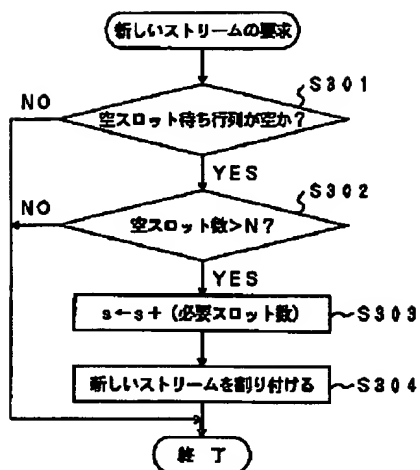 新しいストリームの要求
S301
NO
空スロット待ち行列が空か?
YES
S302
NO
空スロット数>N?
YES
s←s+(必要スロット数)
S303
新しいストリームを割り付ける
S304
終了